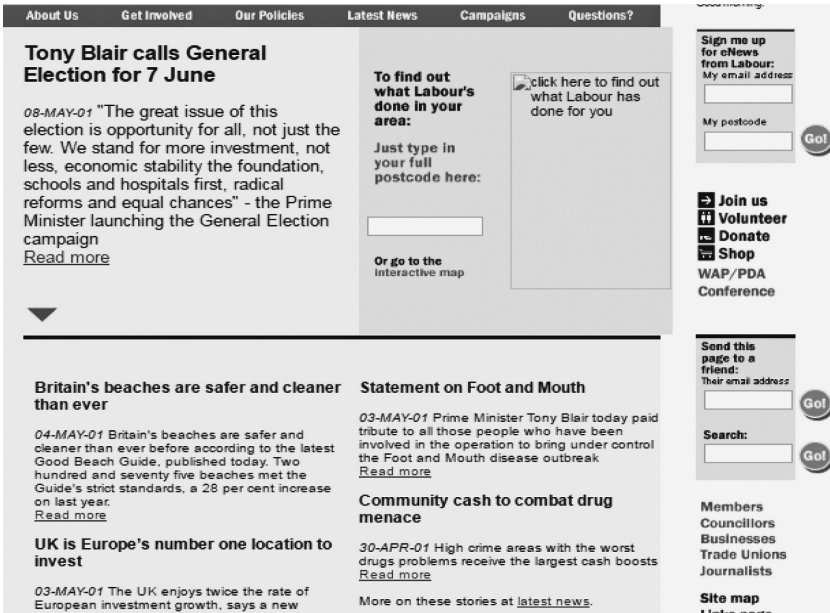 About Us Get Involved Our Policies Latest News Campaigns Questions?
Tony Blair calls General
Election for 7 June
08-MAY-01 "The great issue of this
election is opportunity for all, not just the
few. We stand for more investment, not
less, economic stability the foundation,
schools and hospitals first, radical
reforms and equal chances" - the Prime
Minister launching the General Election
campaign
Read more
To find out
what Labour's
done in your
area:
Just type in
your full
postcode here:
Or go to the
interactive map
click here to find out
what Labour has
done for you
Britain's beaches are safer and cleaner
than ever
04-MAY-01 Britain's beaches are safer and
cleaner than ever before according to the latest
Good Beach Guide, published today. Two
hundred and seventy five beaches met the
Guide's strict standards, a 28 per cent increase
on last year.
Read more
UK is Europe's number one location to
invest
03-MAY-01 The UK enjoys twice the rate of
European investment growth, says a new
Statement on Foot and Mouth
03-MAY-01 Prime Minister Tony Blair today paid
tribute to all those people who have been
involved in the operation to bring under control
the Foot and Mouth disease outbreak
Read more
Community cash to combat drug
menace
30-APR-01 High crime areas with the worst
drugs problems receive the largest cash boosts
Read more
More on these stories at latest news.
Sign me up
for eNews
from Labour:
My email address
My postcode
Go!
Join us
Volunteer
Donate
Shop
WAP/PDA
Conference
Send this
page to a
friend:
Their email address
Go!
Search:
Go!
Members
Councillors
Businesses
Trade Unions
Journalists
Site map